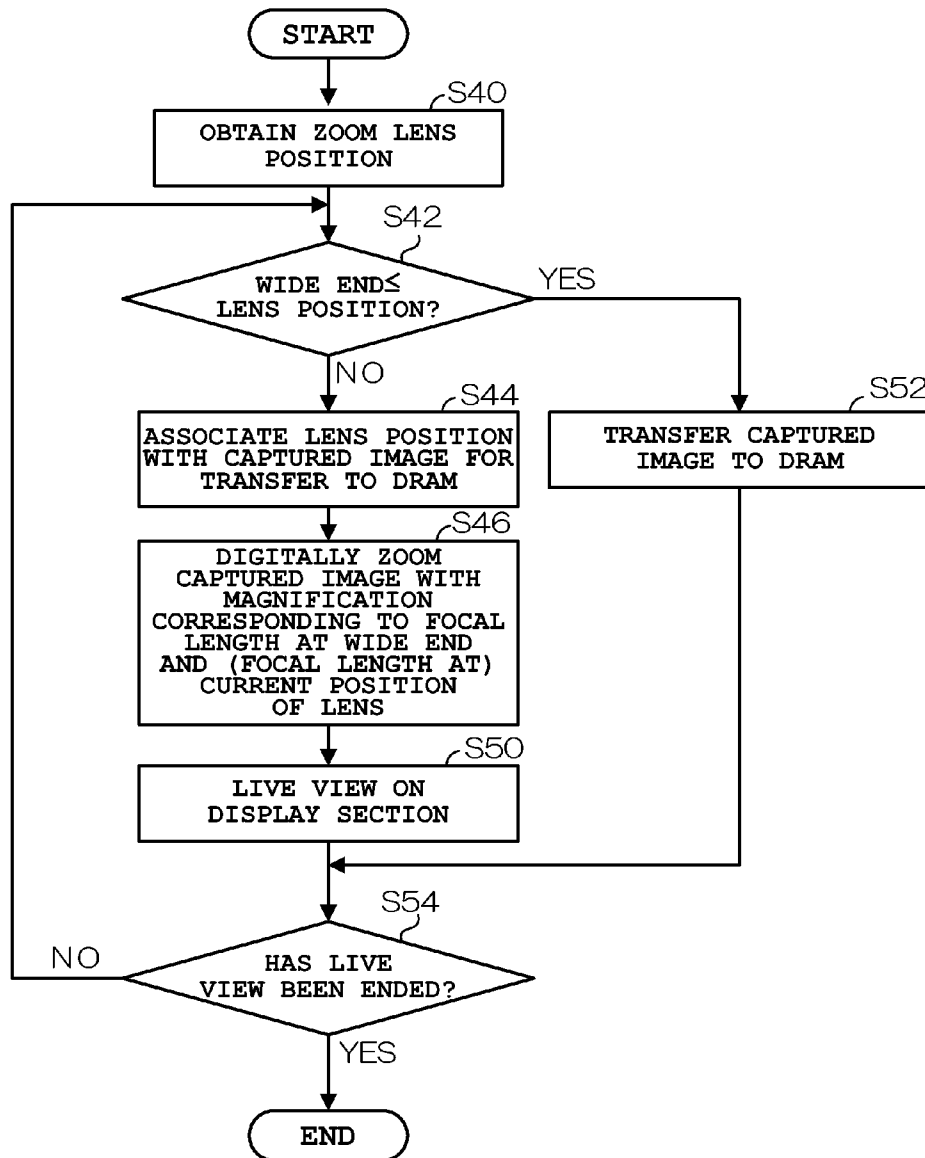 START
S40
OBTAIN ZOOM LENS
POSITION
S42
WIDE END≤
LENS POSITION?
YES
NO
S44
ASSOCIATE LENS POSITION
WITH CAPTURED IMAGE FOR
TRANSFER TO DRAM
S52
TRANSFER CAPTURED
IMAGE TO DRAM
S46
DIGITALLY ZOOM
CAPTURED IMAGE WITH
MAGNIFICATION
CORRESPONDING TO FOCAL
LENGTH AT WIDE END
AND (FOCAL LENGTH AT)
CURRENT POSITION
OF LENS
S50
LIVE VIEW ON
DISPLAY SECTION
S54
NO
HAS LIVE
VIEW BEEN ENDED?
YES
END